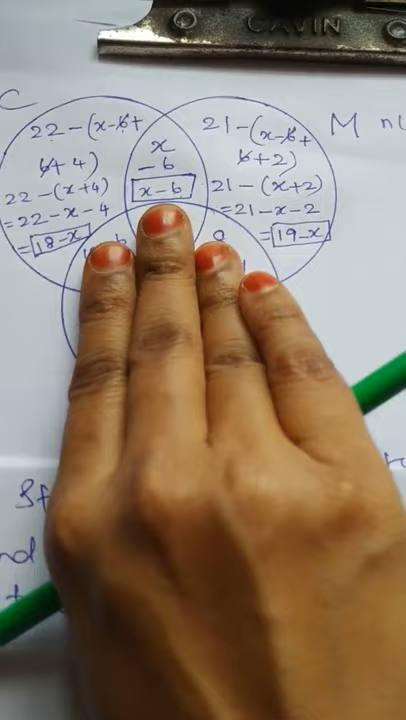 CAVIN
C
22-(x-6+
6+4)
22-(x+4)
=22-x-4
=18-x
x
-6
x-6
21-(x-6+
6+2)
21-(x+2)
=21-x-2
=19-x
M